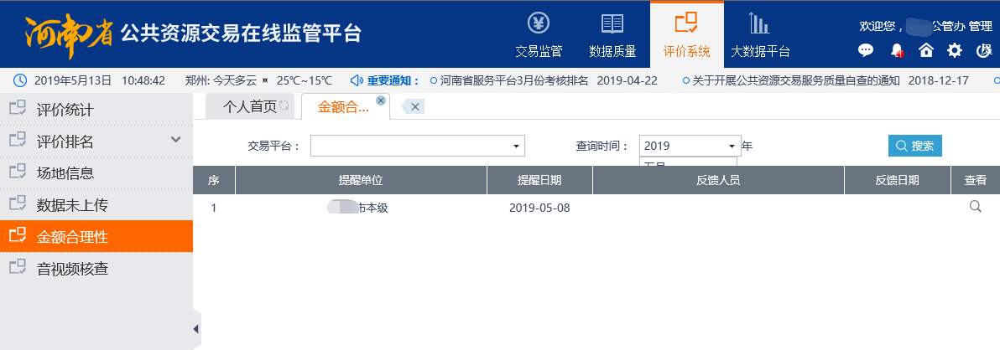 河南省 公共资源交易在线监管平台
交易监管 数据质量 评价系统 大数据平台
欢迎您， 公管办 管理
2019年5月13日 10:48:42 郑州: 今天多云 25℃~15℃ 重要通知： 河南省服务平台3月份考核排名 2019-04-22 关于开展公共资源交易服务质量自查的通知 2018-12-17
评价统计
评价排名
场地信息
数据未上传
金额合理性
音视频核查
个人首页 金额合...
交易平台： 查询时间： 2019 年 搜索
序 提醒单位 提醒日期 反馈人员 反馈日期 查看
1 市本级 2019-05-08